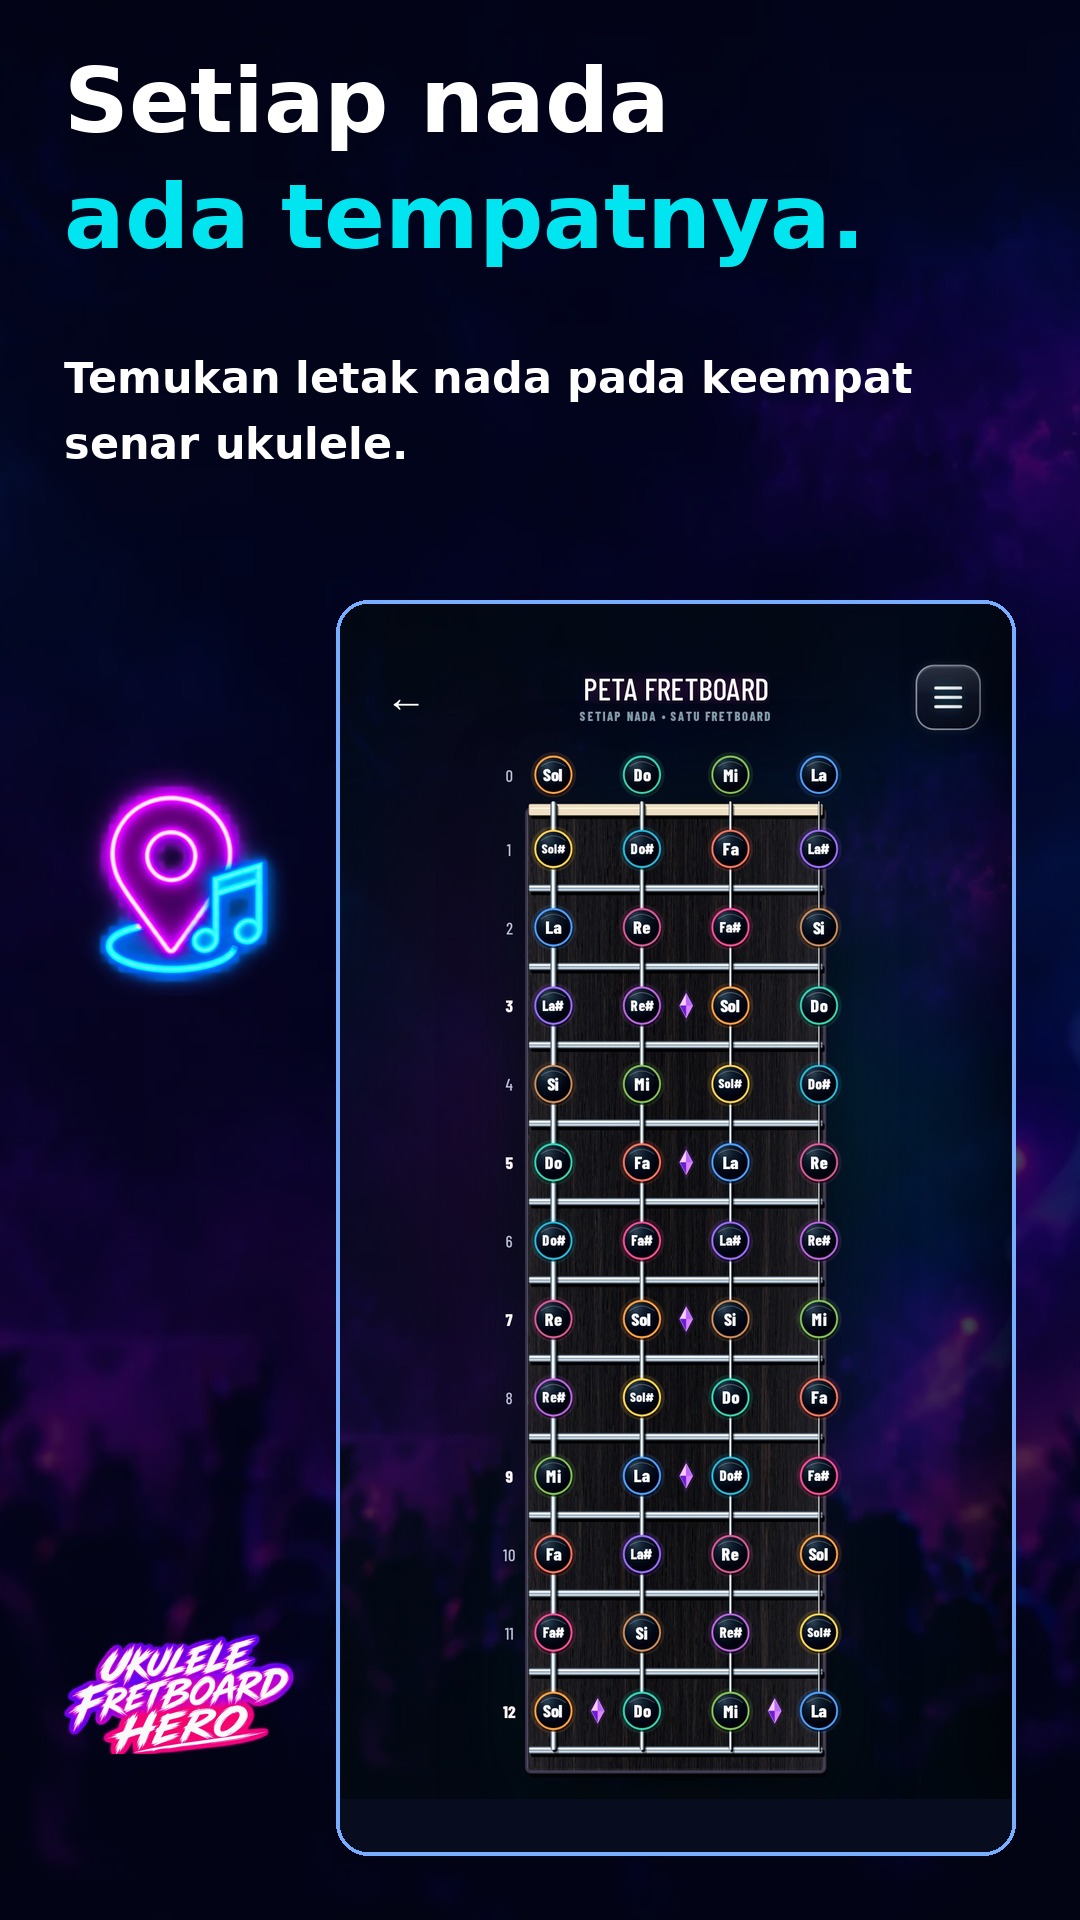 Setiap nada
ada tempatnya.
Temukan letak nada pada keempat
senar ukulele.
←
PETA FRETBOARD
SETIAP NADA • SATU FRETBOARD
0 Sol Do Mi La
1 Sol# Do# Fa La#
2 La Re Fa# Si
3 La# Re# Sol Do
4 Si Mi Sol# Do#
5 Do Fa La Re
6 Do# Fa# La# Re#
7 Re Sol Si Mi
8 Re# Sol# Do Fa
9 Mi La Do# Fa#
10 Fa La# Re Sol
11 Fa# Si Re# Sol#
12 Sol Do Mi La
UKULELE
FRETBOARD
HERO